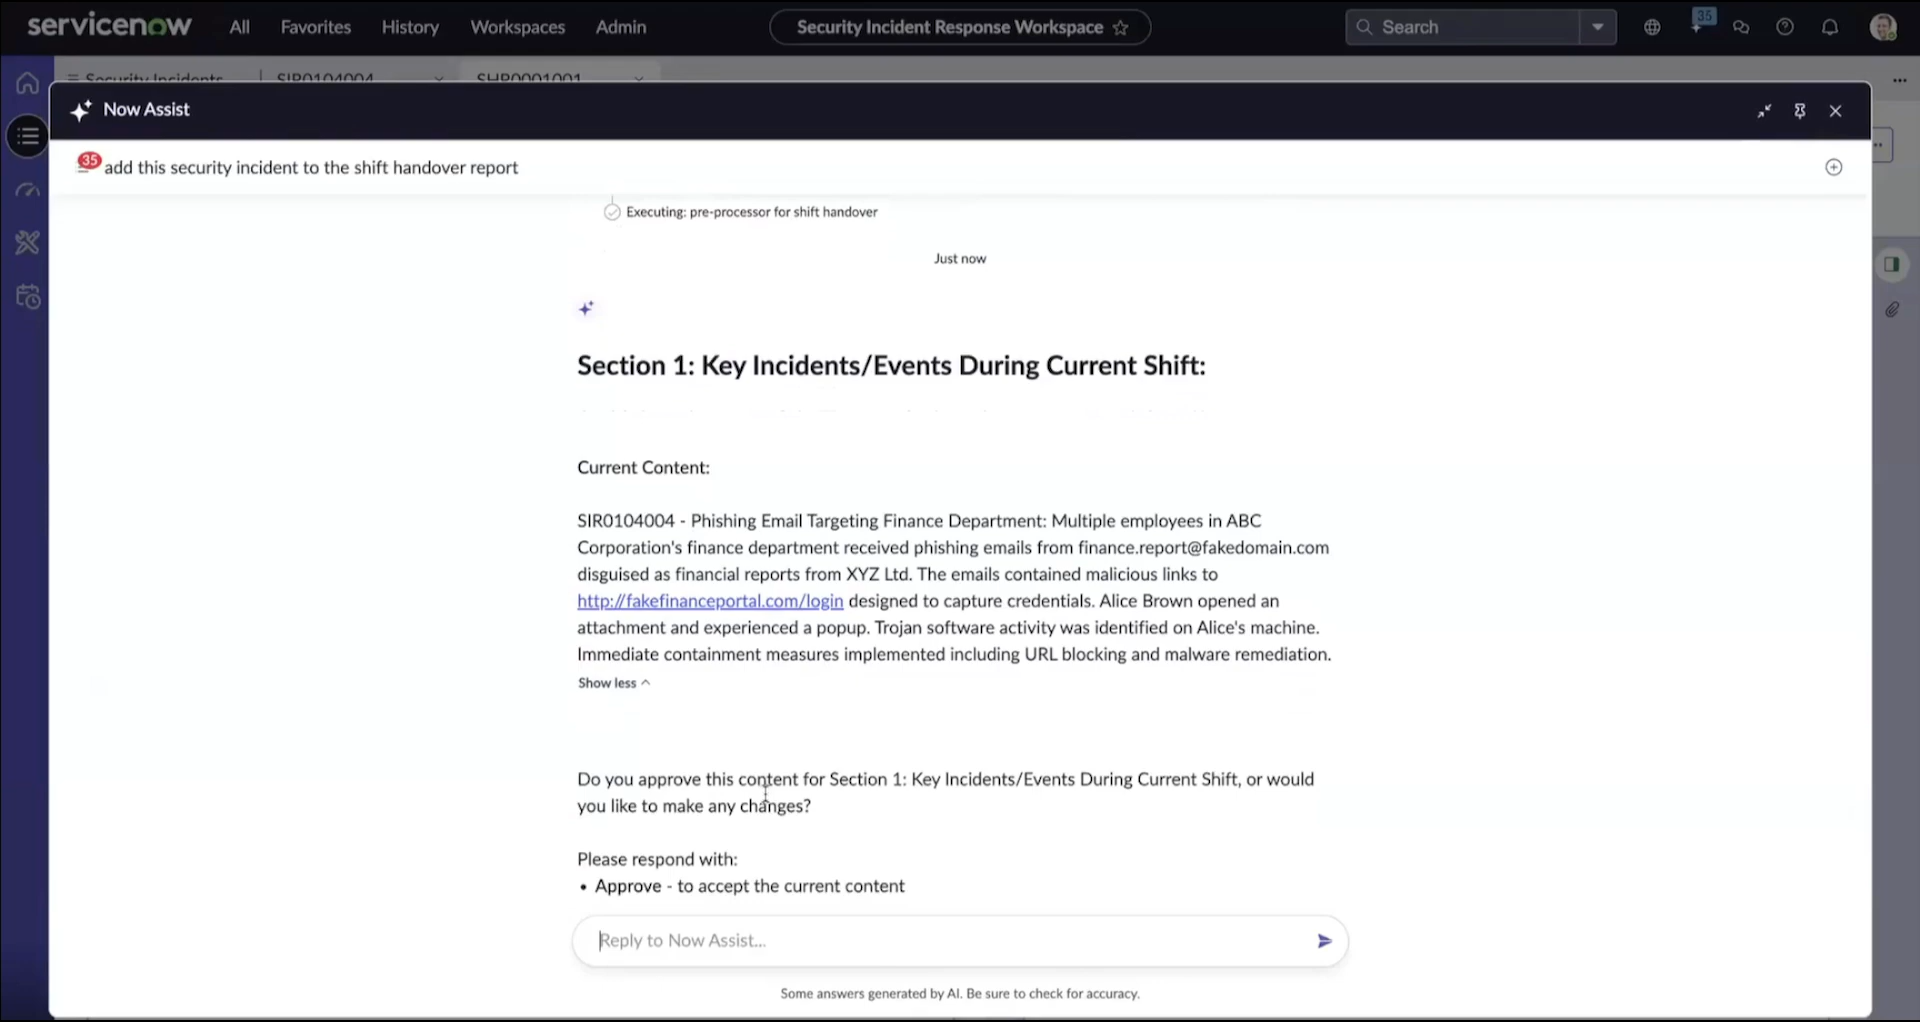 servicenow All Favorites History Workspaces Admin Security Incident Response Workspace Search 35
Security Incidents SIR0104004 SHR0001001
Now Assist
35 add this security incident to the shift handover report
Executing: pre-processor for shift handover
Just now
Section 1: Key Incidents/Events During Current Shift:
Current Content:
SIR0104004 - Phishing Email Targeting Finance Department: Multiple employees in ABC
Corporation's finance department received phishing emails from finance.report@fakedomain.com
disguised as financial reports from XYZ Ltd. The emails contained malicious links to
http://fakefinanceportal.com/login designed to capture credentials. Alice Brown opened an
attachment and experienced a popup. Trojan software activity was identified on Alice's machine.
Immediate containment measures implemented including URL blocking and malware remediation.
Show less
Do you approve this content for Section 1: Key Incidents/Events During Current Shift, or would
you like to make any changes?
Please respond with:
• Approve - to accept the current content
Reply to Now Assist...
Some answers generated by AI. Be sure to check for accuracy.